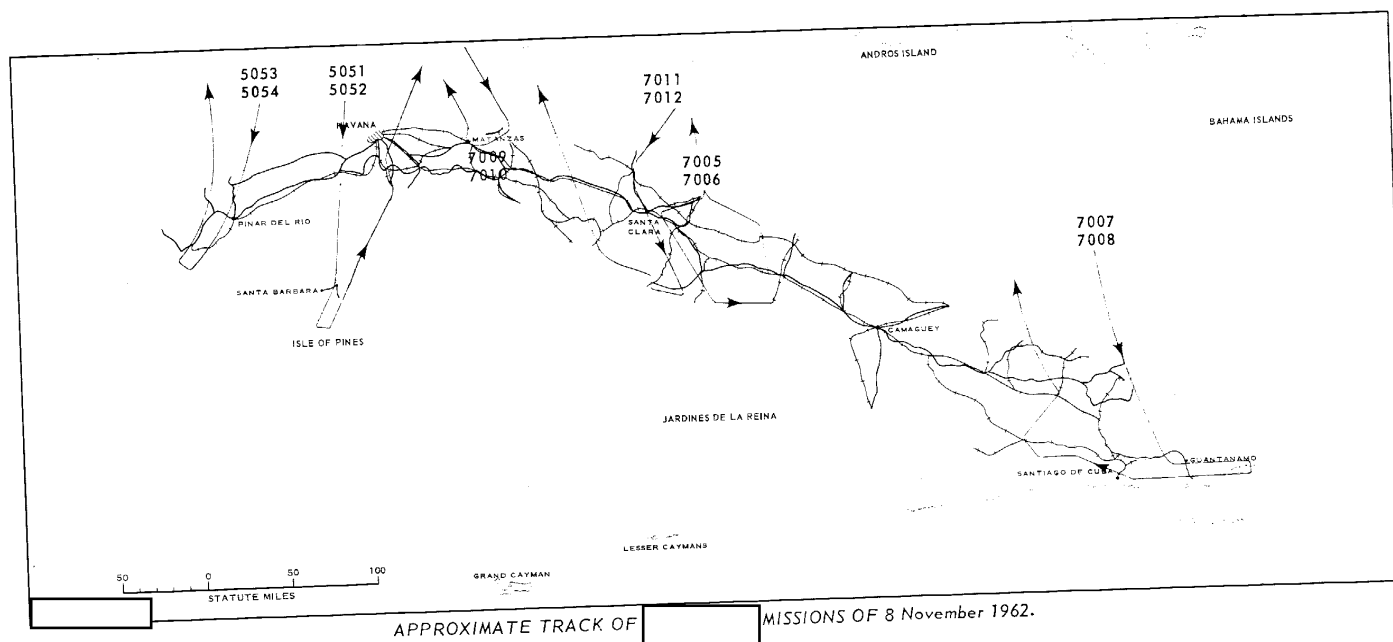 ANDROS ISLAND
5053
5054
5051
5052
7011
7012
BAHAMA ISLANDS
HAVANA
MATANZAS
7009
7010
7005
7006
PINAR DEL RIO
SANTA
CLARA
7007
7008
SANTA BARBARA
ISLE OF PINES
CAMAGUEY
JARDINES DE LA REINA
GUANTANAMO
SANTIAGO DE CUBA
LESSER CAYMANS
GRAND CAYMAN
50 0 50 100
STATUTE MILES
APPROXIMATE TRACK OF MISSIONS OF 8 November 1962.